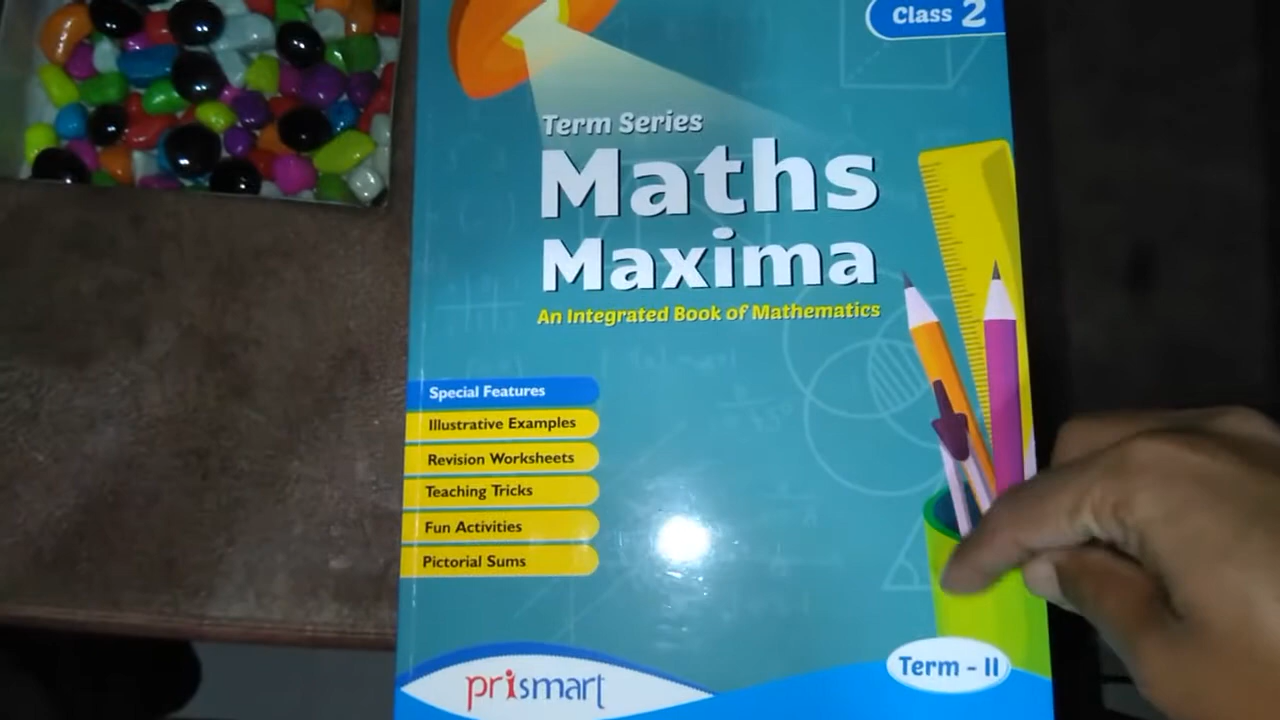 Class 2
Term Series
Maths
Maxima
An Integrated Book of Mathematics
Special Features
Illustrative Examples
Revision Worksheets
Teaching Tricks
Fun Activities
Pictorial Sums
prismart
Term - II